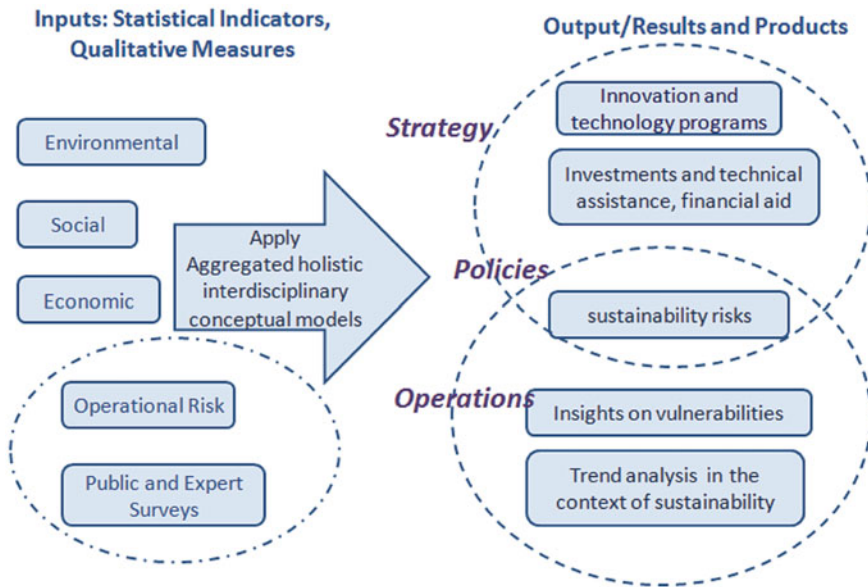 Inputs: Statistical Indicators,
Qualitative Measures
Environmental
Social
Economic
Operational Risk
Public and Expert
Surveys
Apply
Aggregated holistic
interdisciplinary
conceptual models
Output/Results and Products
Strategy
Innovation and
technology programs
Investments and technical
assistance, financial aid
Policies
sustainability risks
Operations
Insights on vulnerabilities
Trend analysis in the
context of sustainability